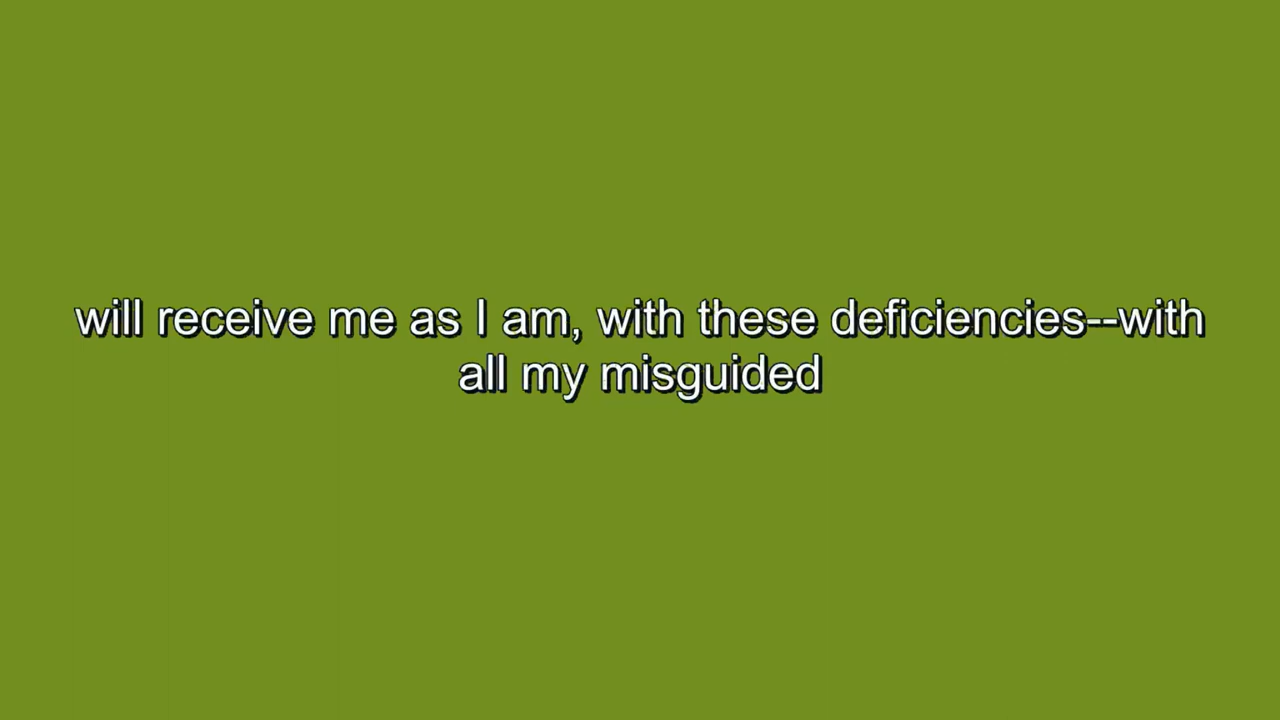 will receive me as I am, with these deficiencies--with
all my misguided